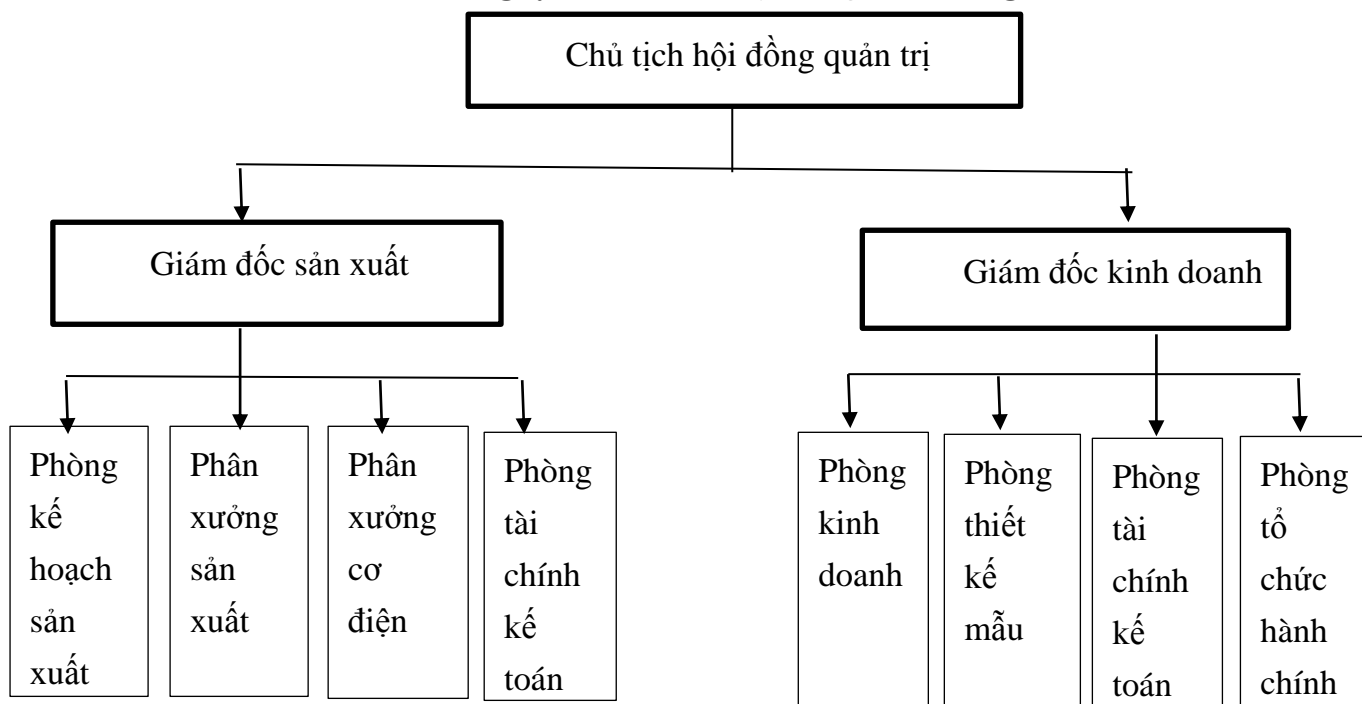 Chủ tịch hội đồng quản trị
Giám đốc sản xuất
Giám đốc kinh doanh
Phòng
kế
hoạch
sản
xuất
Phân
xưởng
sản
xuất
Phân
xưởng
cơ
điện
Phòng
tài
chính
kế
toán
Phòng
kinh
doanh
Phòng
thiết
kế
mẫu
Phòng
tài
chính
kế
toán
Phòng
tổ
chức
hành
chính